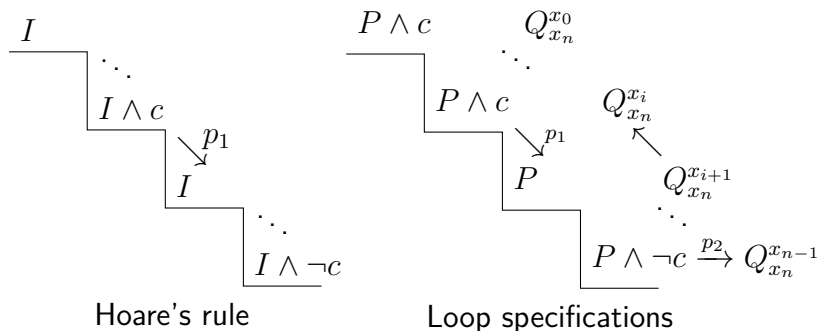 I
⋱
I ∧ c
p₁
I
⋱
I ∧ ¬c
Hoare's rule
P ∧ c
Q^{x_0}_{x_n}
⋱
P ∧ c
Q^{x_i}_{x_n}
p₁
P
Q^{x_{i+1}}_{x_n}
⋱
P ∧ ¬c p₂ → Q^{x_{n-1}}_{x_n}
Loop specifications